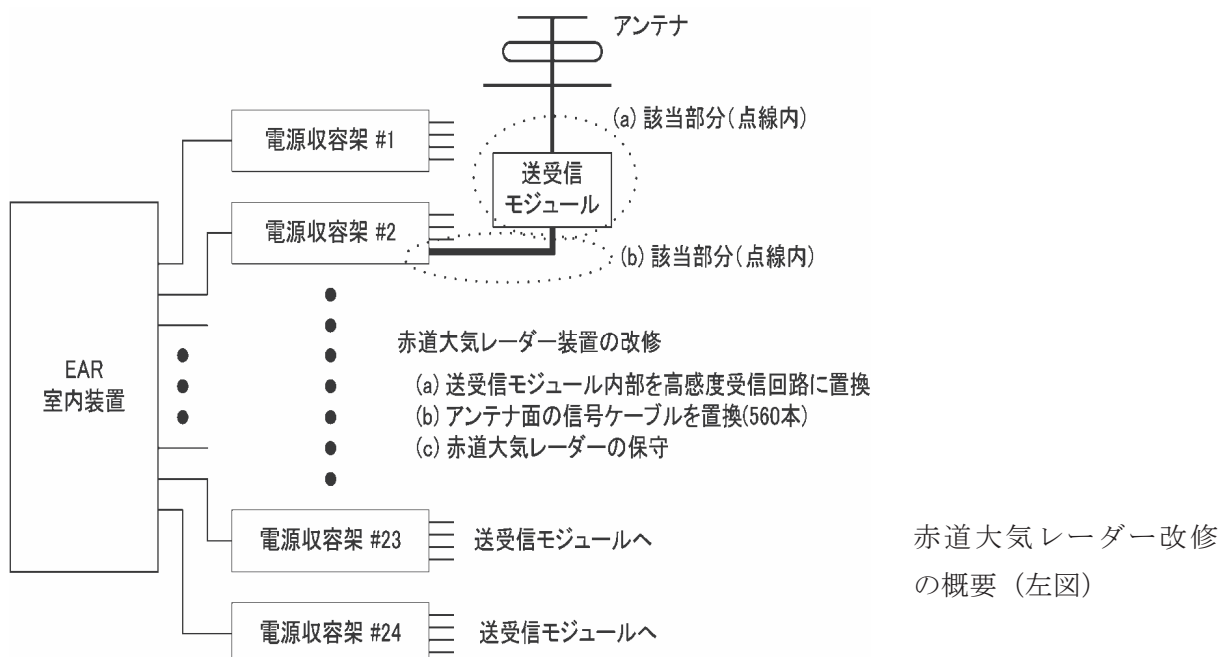 アンテナ
(a) 該当部分(点線内)
電源収容架 #1
送受信
モジュール
電源収容架 #2
(b) 該当部分(点線内)
EAR
室内装置
赤道大気レーダー装置の改修
(a) 送受信モジュール内部を高感度受信回路に置換
(b) アンテナ面の信号ケーブルを置換(560本)
(c) 赤道大気レーダーの保守
電源収容架 #23
送受信モジュールへ
電源収容架 #24
送受信モジュールへ
赤道大気レーダー改修
の概要（左図）